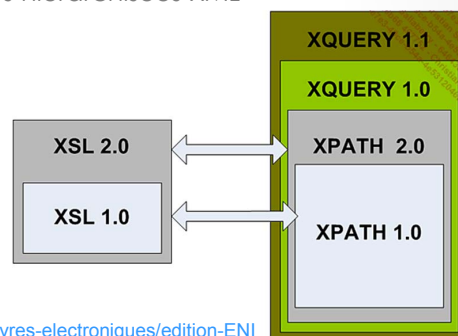 XQUERY 1.1
XQUERY 1.0
XSL 2.0
XPATH 2.0
XSL 1.0
XPATH 1.0
vres-electroniques/edition-ENI